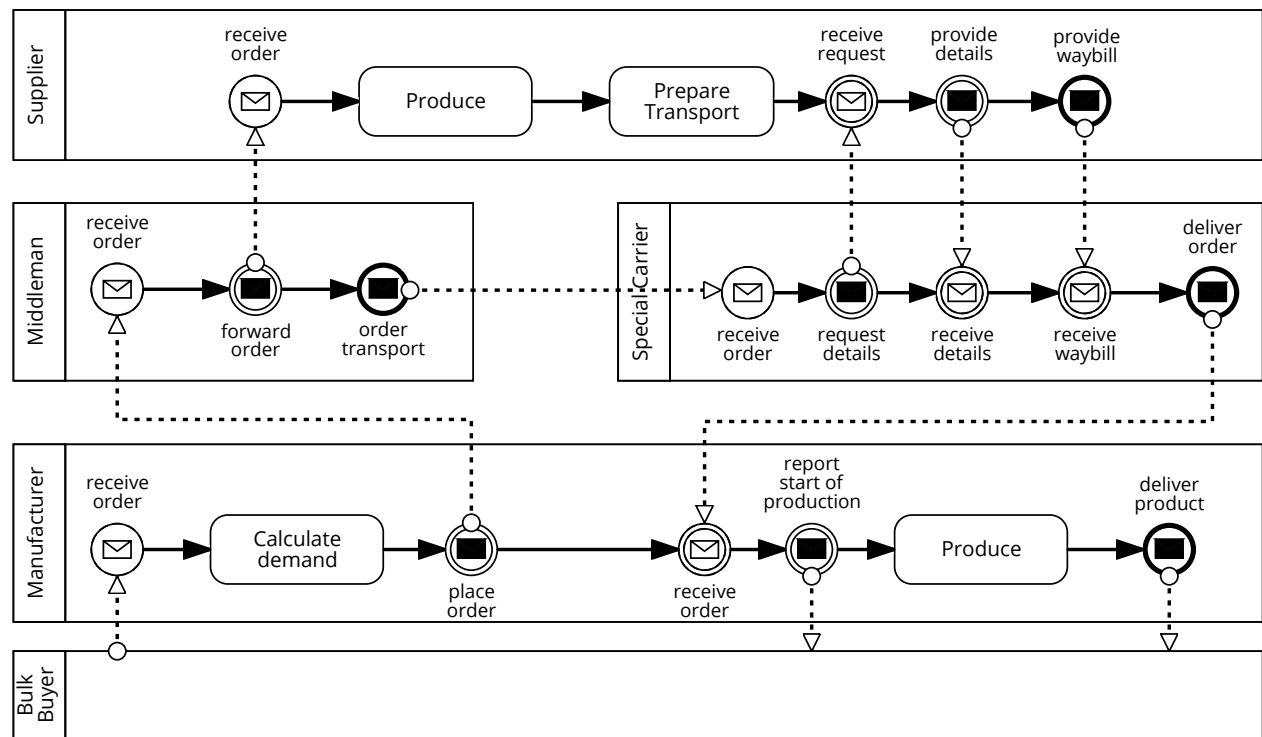 Supplier
receive
order
Produce
Prepare
Transport
receive
request
provide
details
provide
waybill
Middleman
receive
order
forward
order
order
transport
Special Carrier
receive
order
request
details
receive
details
receive
waybill
deliver
order
Manufacturer
receive
order
Calculate
demand
place
order
receive
order
report
start of
production
Produce
deliver
product
Bulk
Buyer